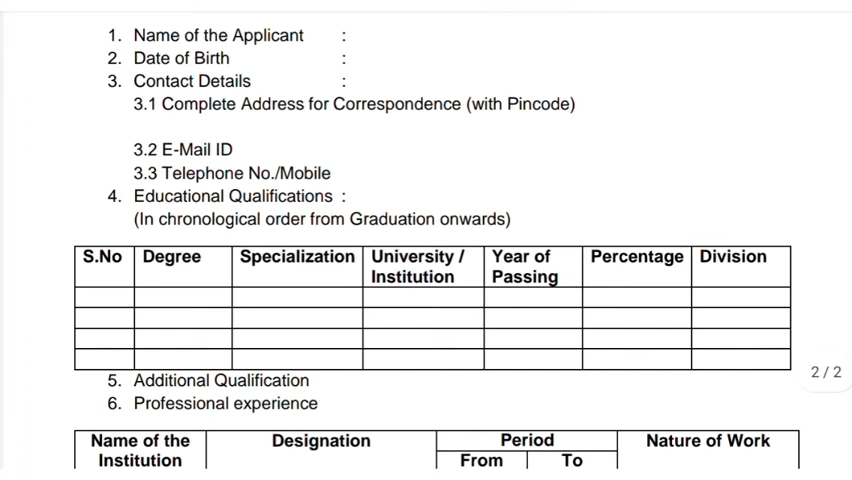 1. Name of the Applicant :
2. Date of Birth :
3. Contact Details :
3.1 Complete Address for Correspondence (with Pincode)
3.2 E-Mail ID
3.3 Telephone No./Mobile
4. Educational Qualifications :
(In chronological order from Graduation onwards)
S.No Degree Specialization University / Year of Percentage Division
Institution Passing
2 / 2
5. Additional Qualification
6. Professional experience
Name of the Designation Period Nature of Work
Institution From To